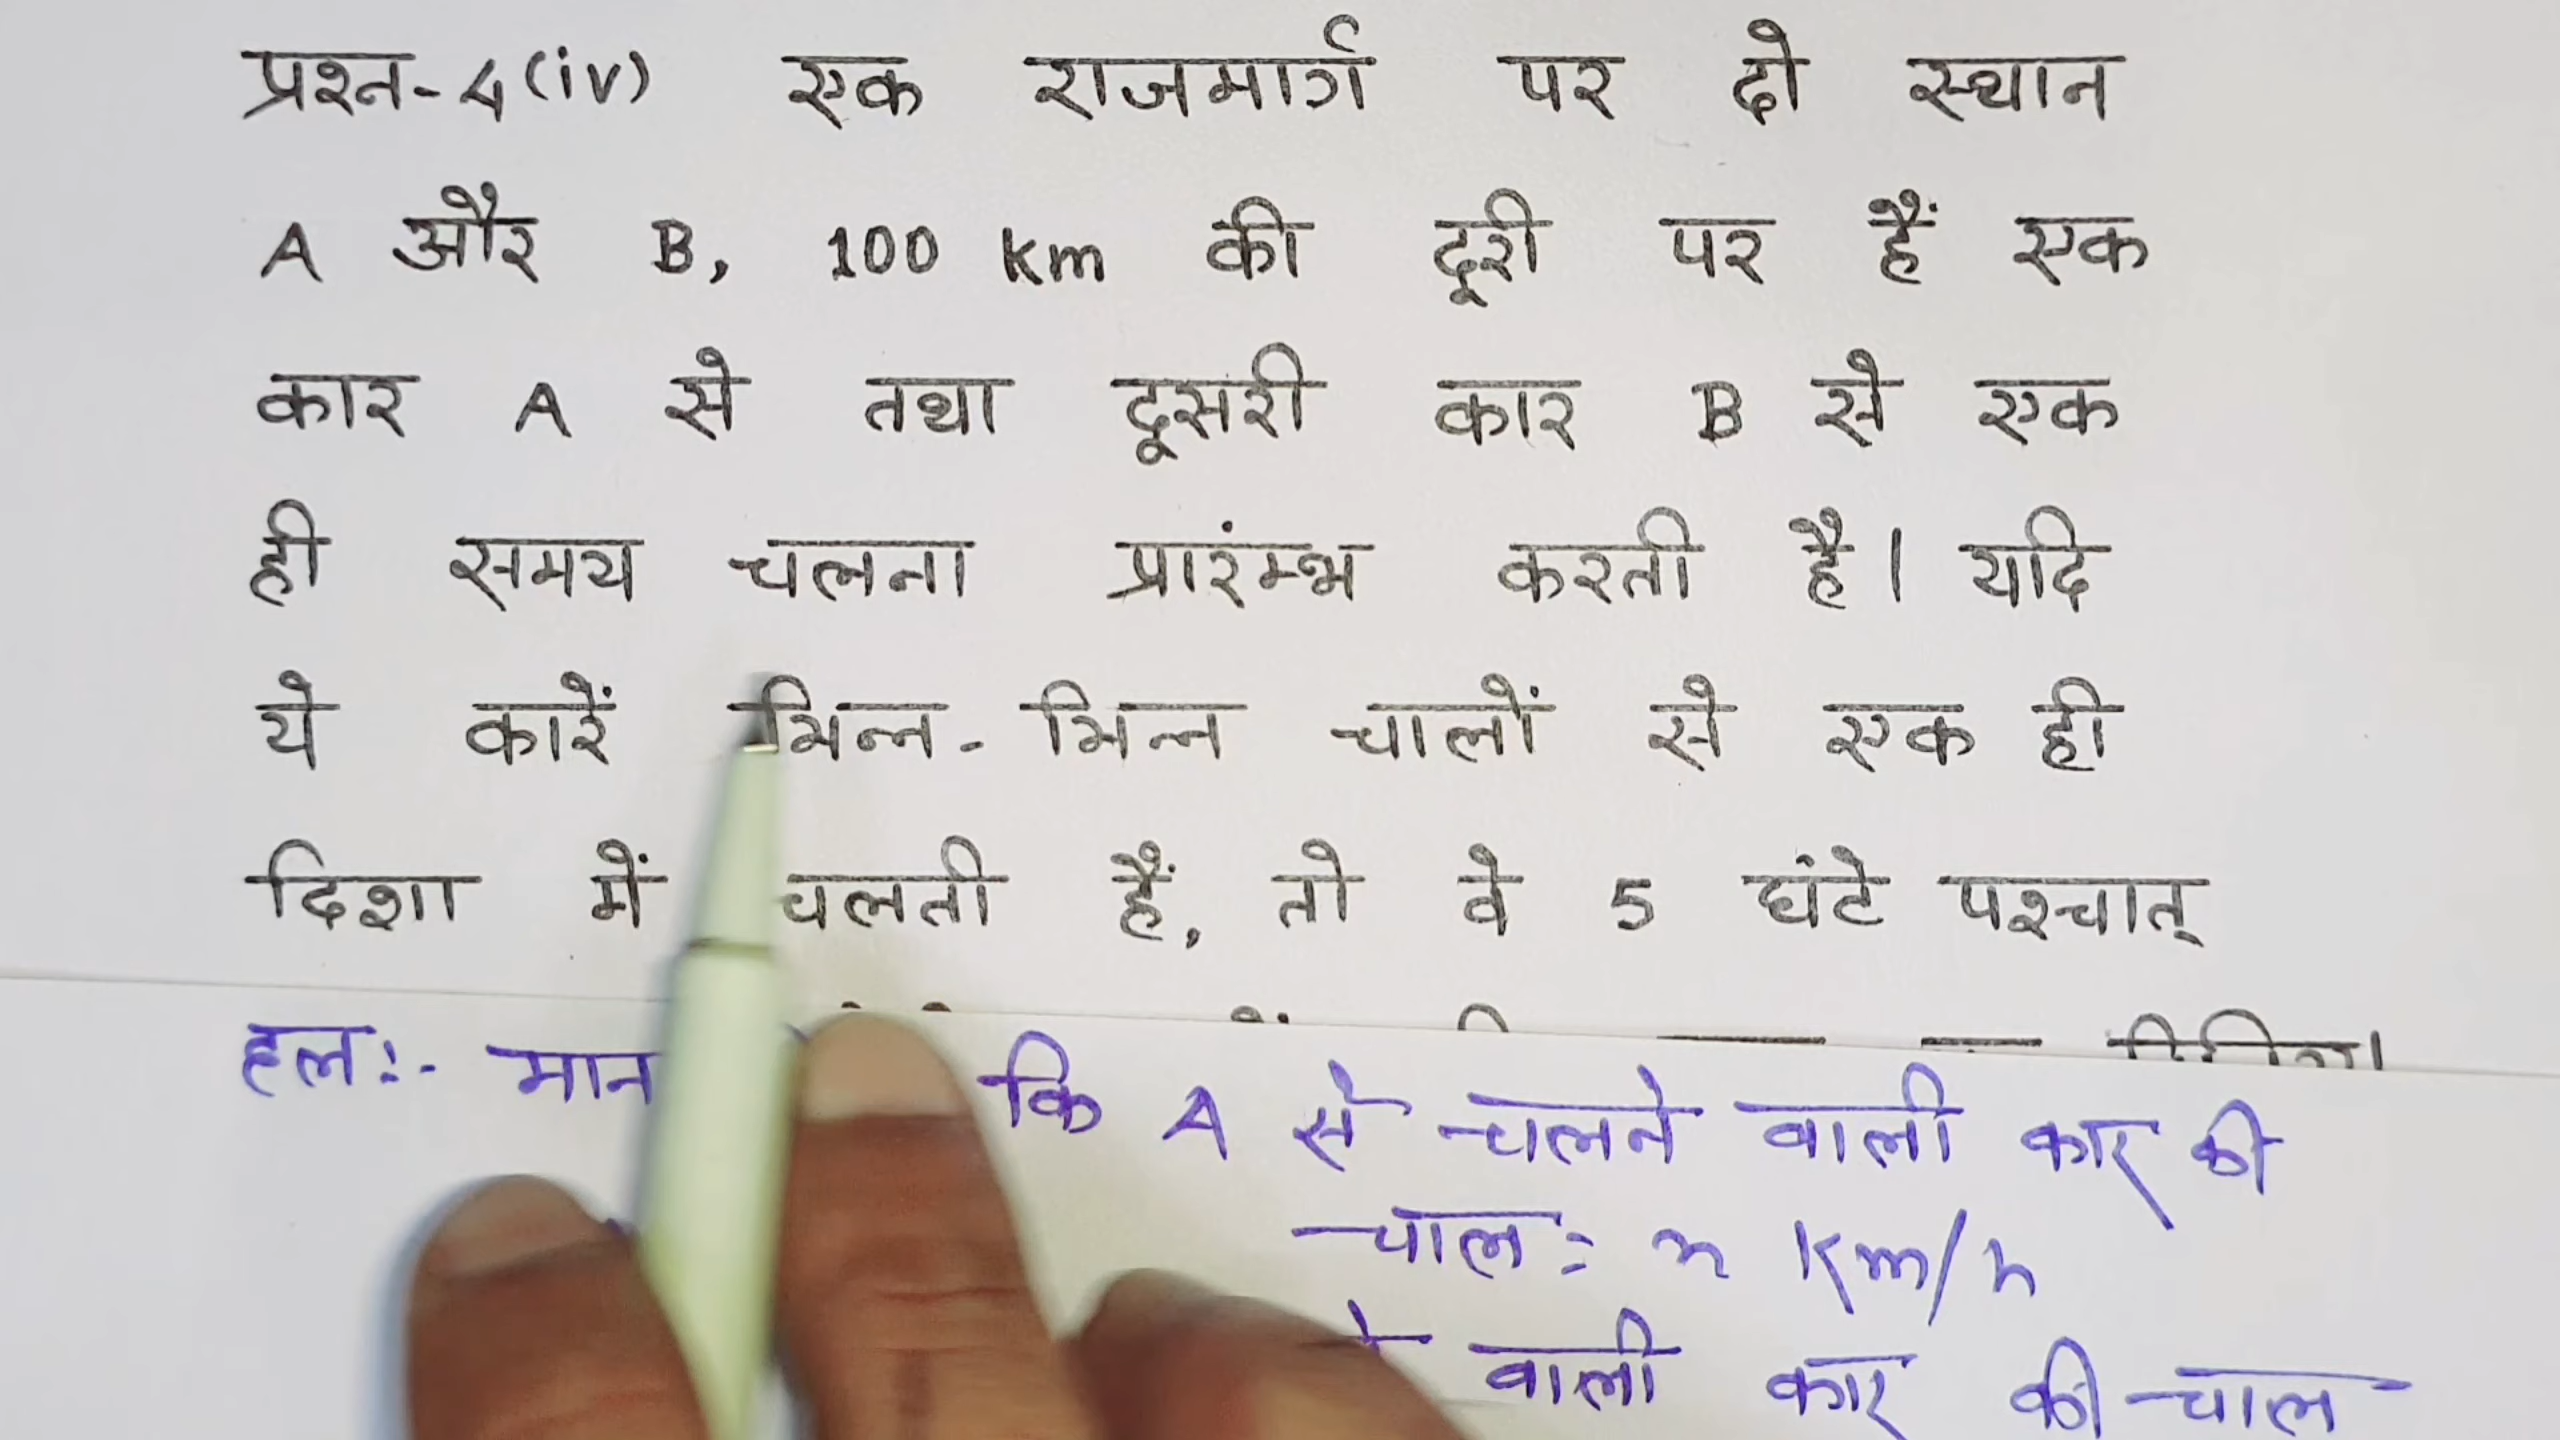 प्रश्न-4(iv) एक राजमार्ग पर दो स्थान
A और B, 100 km की दूरी पर हैं एक
कार A से तथा दूसरी कार B से एक
ही समय चलना प्रारंम्भ करती है। यदि
ये कारें भिन्न-भिन्न चालों से एक ही
दिशा में चलती हैं, तो वे 5 घंटे पश्चात्
हलः- मान कि A से चलने वाली कार की
चाल = x Km/h
वाली कार की चाल